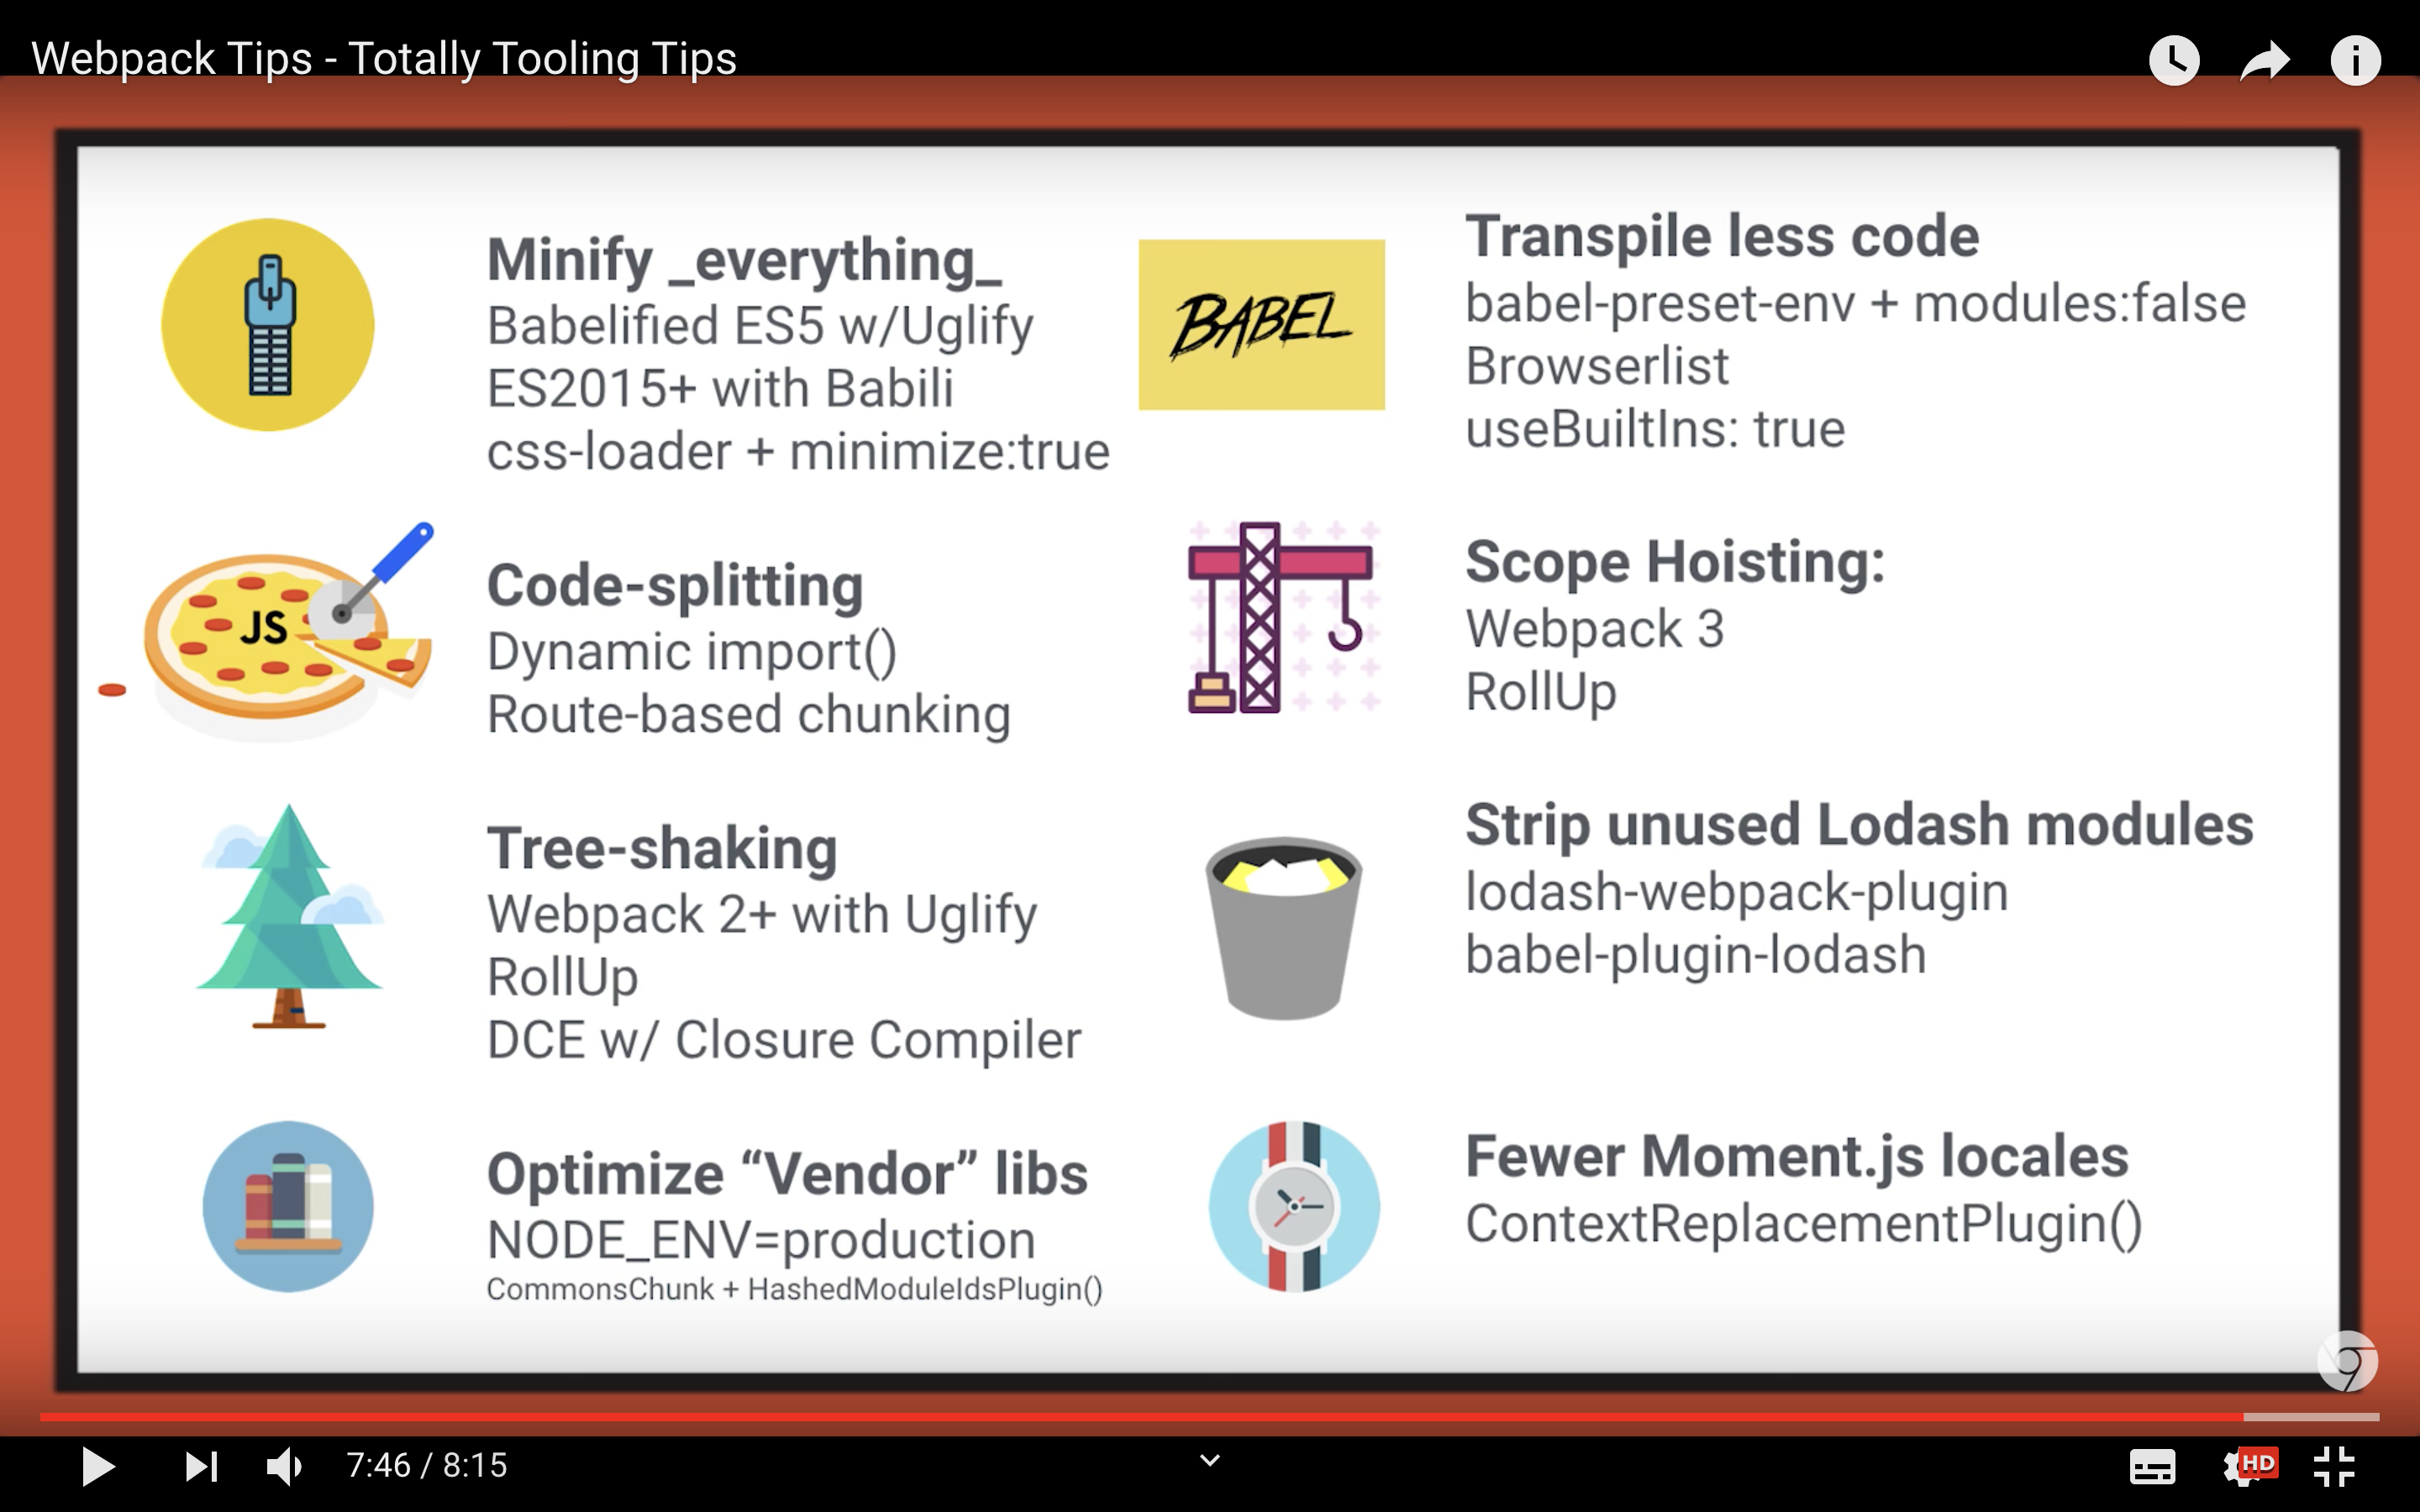 Webpack Tips - Totally Tooling Tips
Minify _everything_
Babelified ES5 w/Uglify
ES2015+ with Babili
css-loader + minimize:true
BABEL
Transpile less code
babel-preset-env + modules:false
Browserlist
useBuiltIns: true
JS
Code-splitting
Dynamic import()
Route-based chunking
Scope Hoisting:
Webpack 3
RollUp
Tree-shaking
Webpack 2+ with Uglify
RollUp
DCE w/ Closure Compiler
Strip unused Lodash modules
lodash-webpack-plugin
babel-plugin-lodash
Optimize “Vendor” libs
NODE_ENV=production
CommonsChunk + HashedModuleIdsPlugin()
Fewer Moment.js locales
ContextReplacementPlugin()
7:46 / 8:15
HD